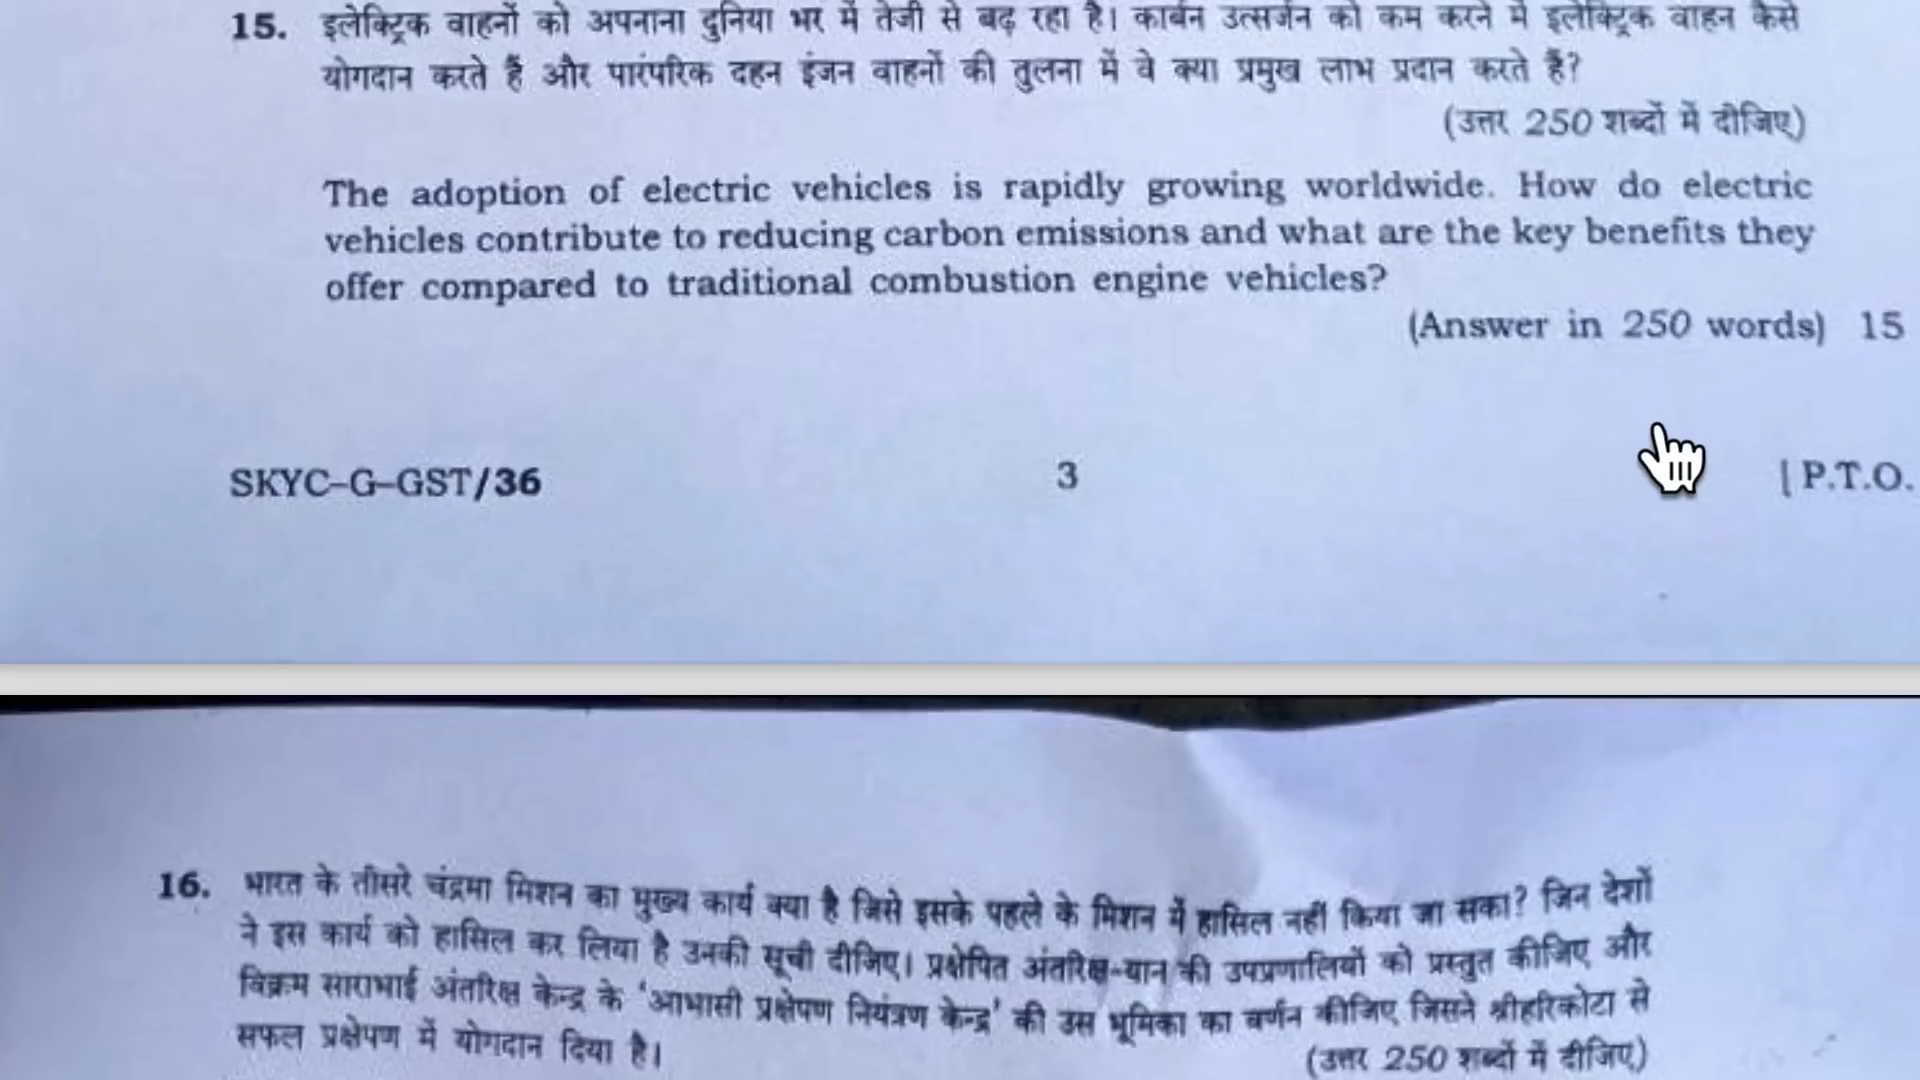 15. इलेक्ट्रिक वाहनों को अपनाना दुनिया भर में तेजी से बढ़ रहा है। कार्बन उत्सर्जन को कम करने में इलेक्ट्रिक वाहन कैसे
योगदान करते हैं और पारंपरिक दहन इंजन वाहनों की तुलना में वे क्या प्रमुख लाभ प्रदान करते हैं?
(उत्तर 250 शब्दों में दीजिए)
The adoption of electric vehicles is rapidly growing worldwide. How do electric
vehicles contribute to reducing carbon emissions and what are the key benefits they
offer compared to traditional combustion engine vehicles?
(Answer in 250 words) 15
SKYC-G-GST/36 3 [ P.T.O.
16. भारत के तीसरे चंद्रमा मिशन का मुख्य कार्य क्या है जिसे इसके पहले के मिशन में हासिल नहीं किया जा सका? जिन देशों
ने इस कार्य को हासिल कर लिया है उनकी सूची दीजिए। प्रक्षेपित अंतरिक्ष-यान की उपप्रणालियों को प्रस्तुत कीजिए और
विक्रम साराभाई अंतरिक्ष केन्द्र के 'आभासी प्रक्षेपण नियंत्रण केन्द्र' की उस भूमिका का वर्णन कीजिए जिसने श्रीहरिकोटा से
सफल प्रक्षेपण में योगदान दिया है।
(उत्तर 250 शब्दों में दीजिए)